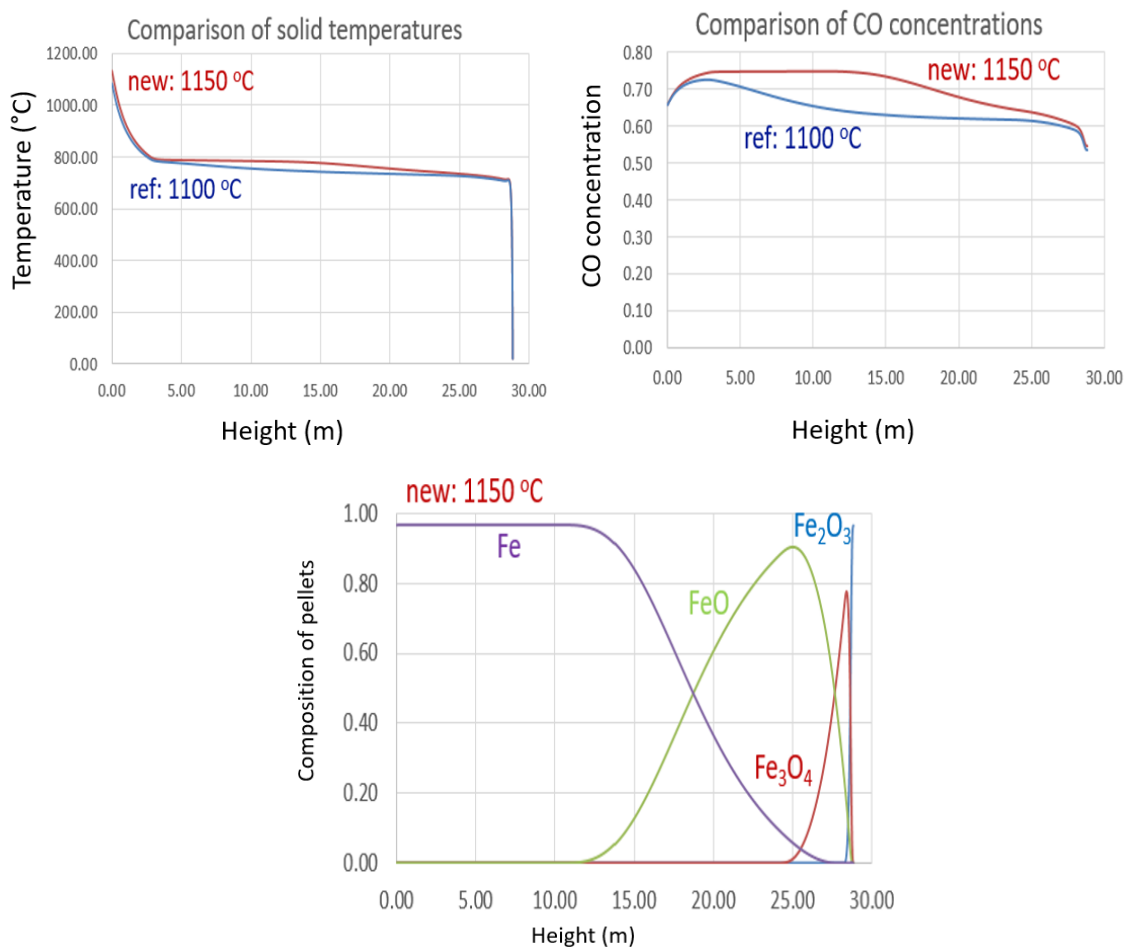 Comparison of solid temperatures
1200.00
1000.00
800.00
600.00
400.00
200.00
0.00
Temperature (°C)
new: 1150 ⁰C
ref: 1100 ⁰C
0.00 5.00 10.00 15.00 20.00 25.00 30.00
Height (m)
Comparison of CO concentrations
0.80
0.70
0.60
0.50
0.40
0.30
0.20
0.10
0.00
CO concentration
new: 1150 ⁰C
ref: 1100 ⁰C
0.00 5.00 10.00 15.00 20.00 25.00 30.00
Height (m)
new: 1150 ⁰C
1.00
0.80
0.60
0.40
0.20
0.00
Composition of pellets
Fe
FeO
Fe₂O₃
Fe₃O₄
0.00 5.00 10.00 15.00 20.00 25.00 30.00
Height (m)